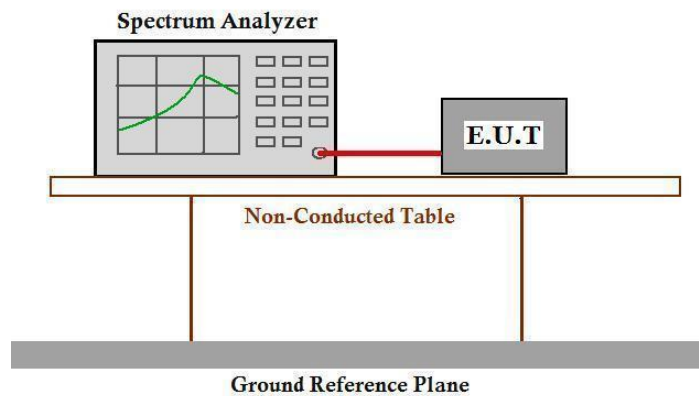 Spectrum Analyzer
E.U.T
Non-Conducted Table
Ground Reference Plane